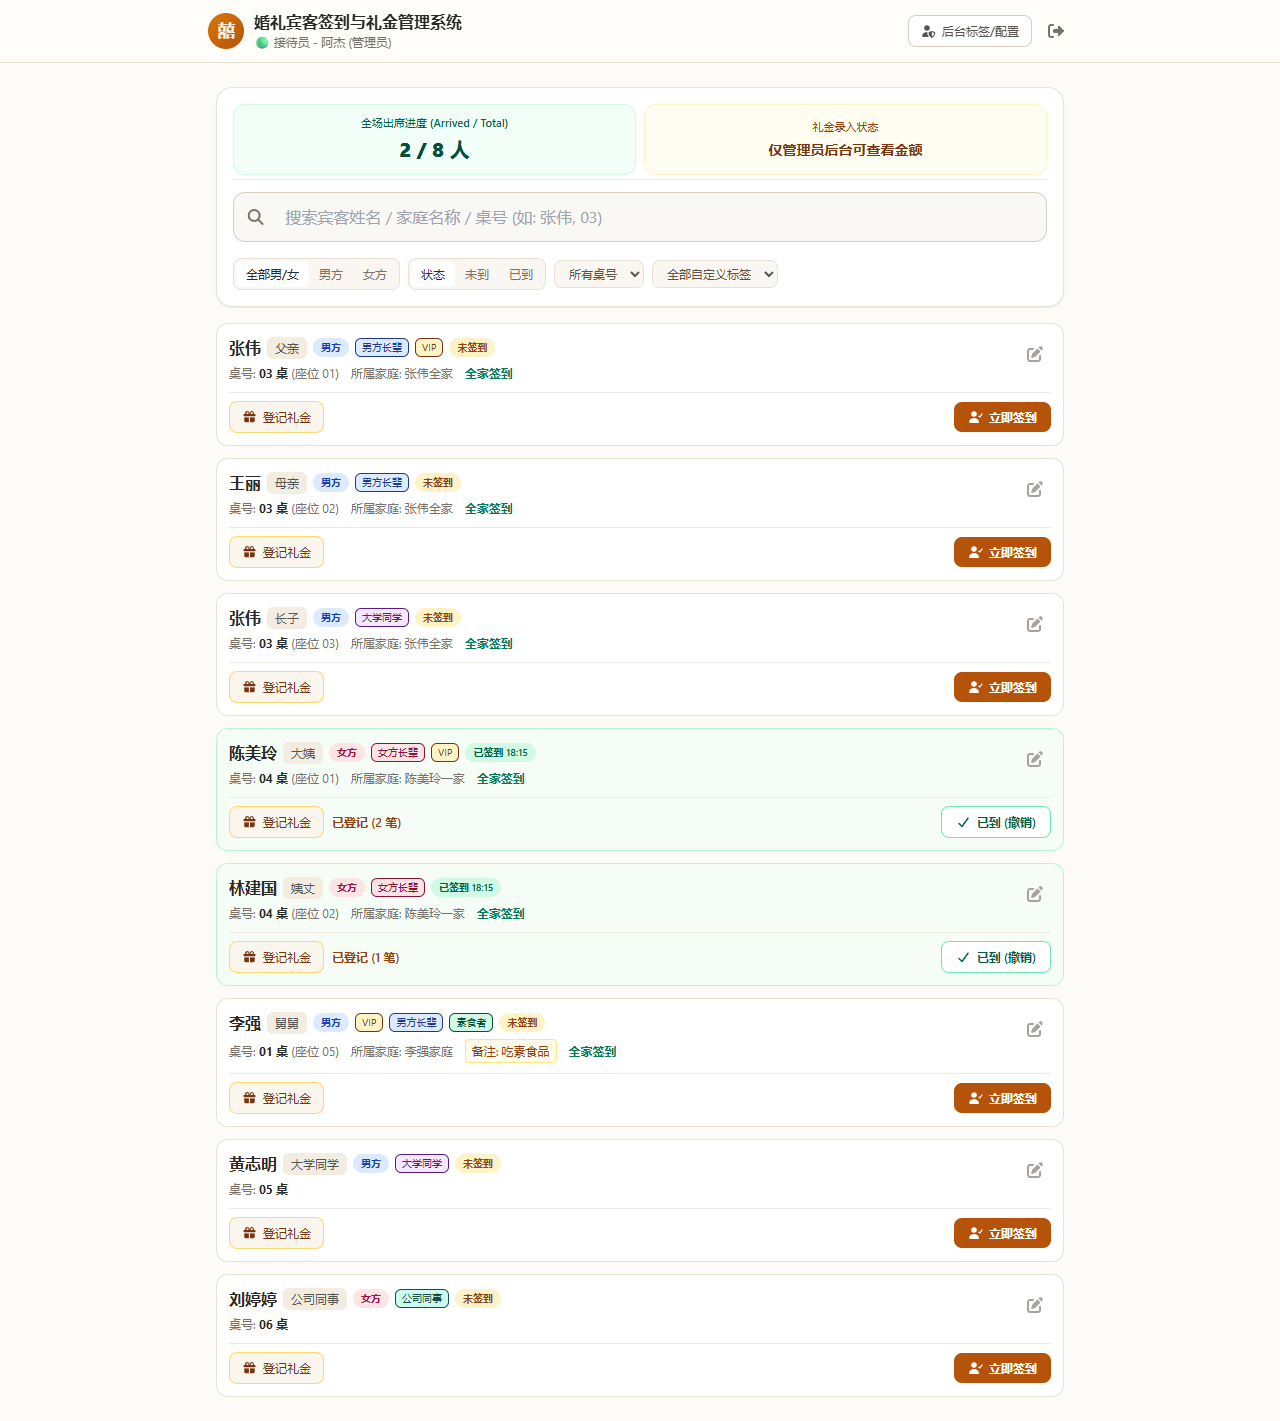 囍
婚礼宾客签到与礼金管理系统
接待员 - 阿杰 (管理员)
后台标签/配置
全场出席进度 (Arrived / Total)
2 / 8 人
礼金录入状态
仅管理员后台可查看金额
搜索宾客姓名 / 家庭名称 / 桌号 (如: 张伟, 03)
全部男/女 男方 女方 状态 未到 已到 所有桌号 全部自定义标签
张伟 父亲 男方 男方长辈 VIP 未签到
桌号: 03 桌 (座位 01) 所属家庭: 张伟全家 全家签到
登记礼金 立即签到
王丽 母亲 男方 男方长辈 未签到
桌号: 03 桌 (座位 02) 所属家庭: 张伟全家 全家签到
登记礼金 立即签到
张伟 长子 男方 大学同学 未签到
桌号: 03 桌 (座位 03) 所属家庭: 张伟全家 全家签到
登记礼金 立即签到
陈美玲 大姨 女方 女方长辈 VIP 已签到 18:15
桌号: 04 桌 (座位 01) 所属家庭: 陈美玲一家 全家签到
登记礼金 已登记 (2 笔) 已到 (撤销)
林建国 姨丈 女方 女方长辈 已签到 18:15
桌号: 04 桌 (座位 02) 所属家庭: 陈美玲一家 全家签到
登记礼金 已登记 (1 笔) 已到 (撤销)
李强 舅舅 男方 VIP 男方长辈 素食者 未签到
桌号: 01 桌 (座位 05) 所属家庭: 李强家庭 备注: 吃素食品 全家签到
登记礼金 立即签到
黄志明 大学同学 男方 大学同学 未签到
桌号: 05 桌
登记礼金 立即签到
刘婷婷 公司同事 女方 公司同事 未签到
桌号: 06 桌
登记礼金 立即签到